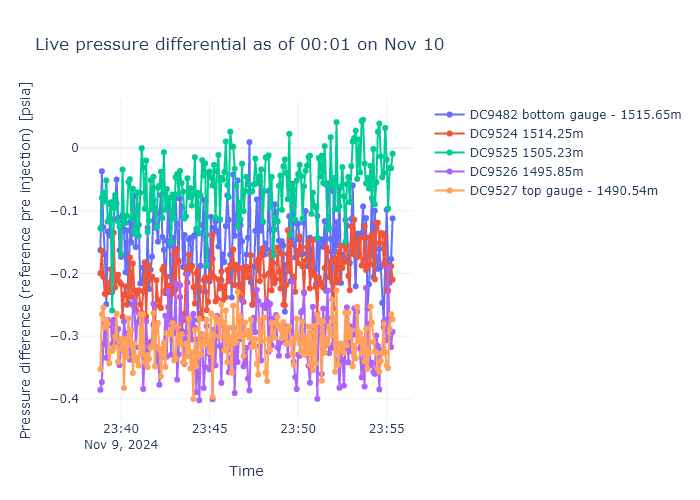 Live pressure differential as of 00:01 on Nov 10
Pressure difference (reference pre injection) [psia]
0
−0.1
−0.2
−0.3
−0.4
23:40
Nov 9, 2024
23:45
23:50
23:55
Time
DC9482 bottom gauge - 1515.65m
DC9524 1514.25m
DC9525 1505.23m
DC9526 1495.85m
DC9527 top gauge - 1490.54m